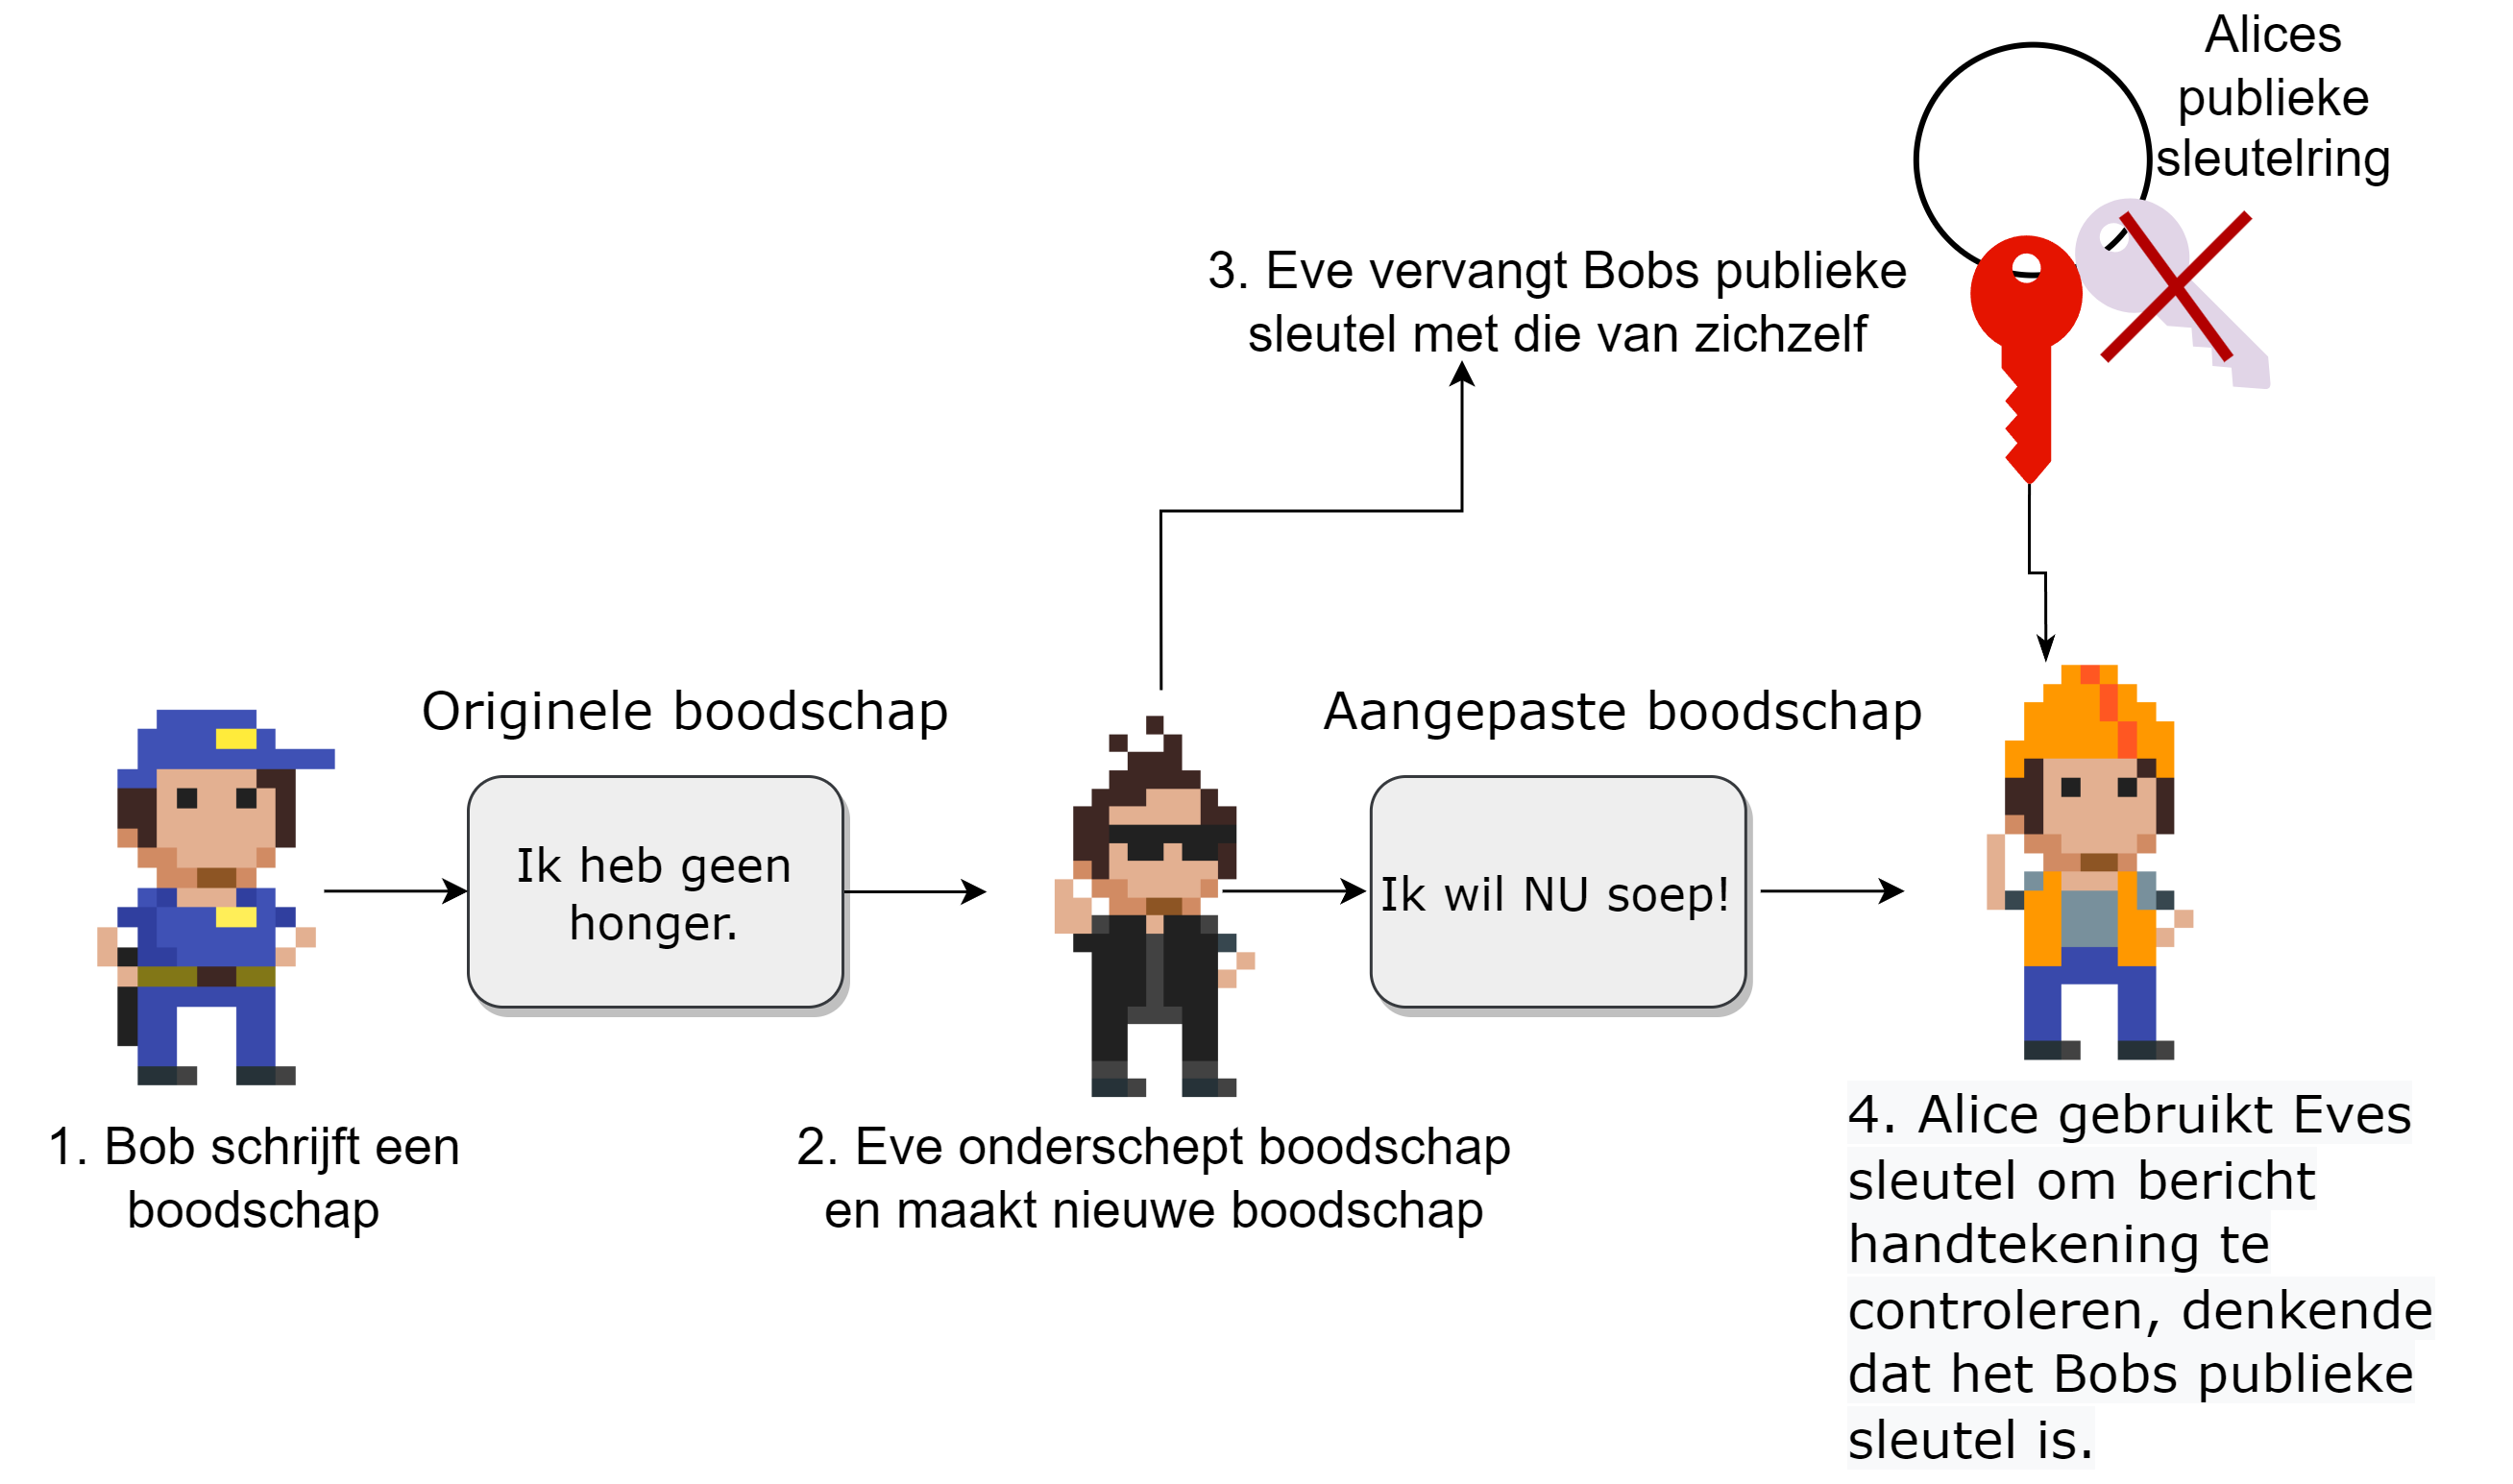 Alices
publieke
sleutelring
3. Eve vervangt Bobs publieke
sleutel met die van zichzelf
Originele boodschap
Aangepaste boodschap
Ik heb geen
honger.
Ik wil NU soep!
1. Bob schrijft een
boodschap
2. Eve onderschept boodschap
en maakt nieuwe boodschap
4. Alice gebruikt Eves
sleutel om bericht
handtekening te
controleren, denkende
dat het Bobs publieke
sleutel is.